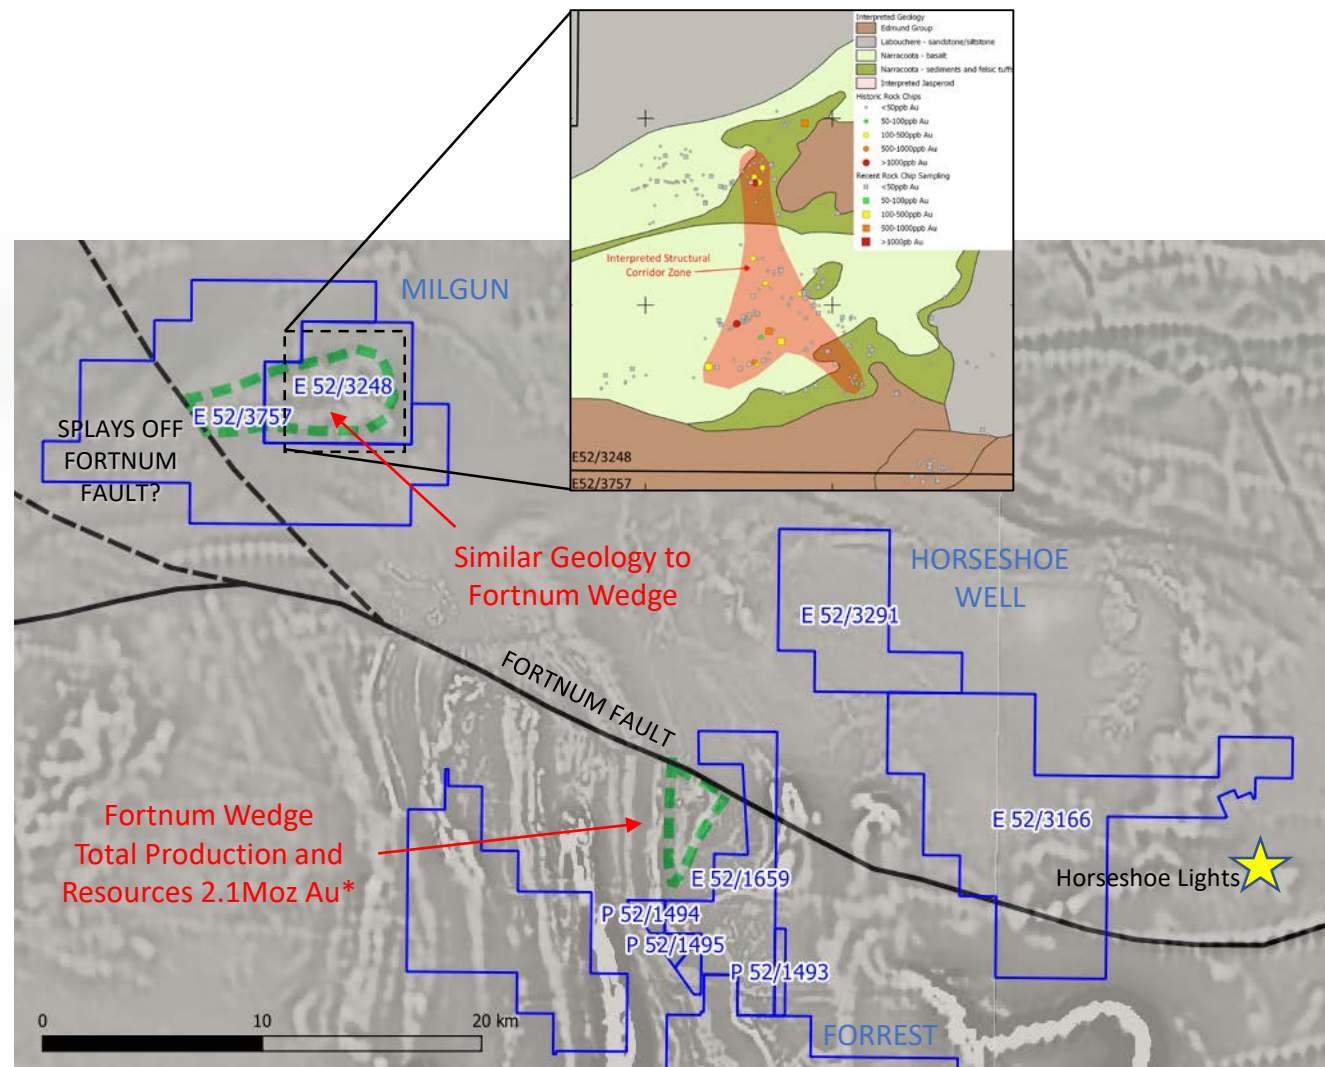 Interpreted Geology
Edmund Group
Labouchere - sandstone/siltstone
Narracoota - basalt
Narracoota - sediments and felsic tuffs
Interpreted Jasperoid
Historic Rock Chips
<50ppb Au
50-100ppb Au
100-500ppb Au
500-1000ppb Au
>1000ppb Au
Recent Rock Chip Sampling
<50ppb Au
50-100ppb Au
100-500ppb Au
500-1000ppb Au
>1000pb Au
Interpreted Structural
Corridor Zone
E52/3248
E52/3757
MILGUN
E 52/3248
E 52/3757
SPLAYS OFF
FORTNUM
FAULT?
Similar Geology to
Fortnum Wedge
HORSESHOE
WELL
E 52/3291
FORTNUM FAULT
Fortnum Wedge
Total Production and
Resources 2.1Moz Au*
E 52/3166
Horseshoe Lights
E 52/1659
P 52/1494
P 52/1495
P 52/1493
FORREST
0 10 20 km